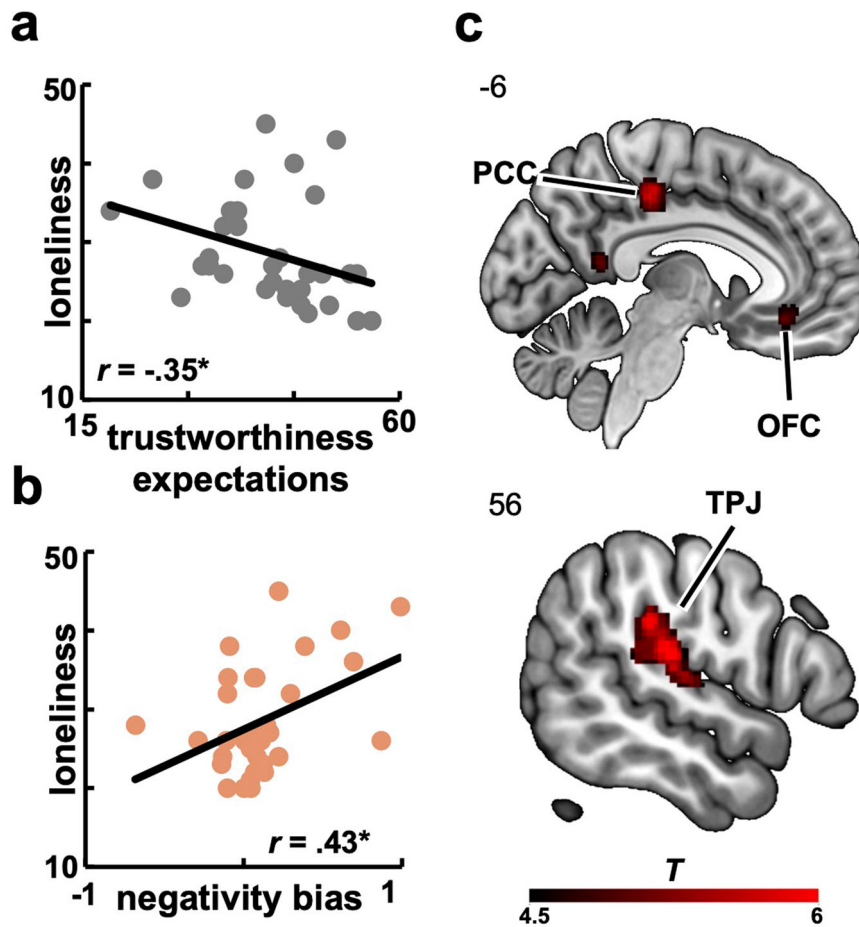 a
50
loneliness
10
r = -.35*
15
60
trustworthiness
expectations
b
50
loneliness
10
r = .43*
-1
negativity bias
1
c
-6
PCC
OFC
56
TPJ
T
4.5
6